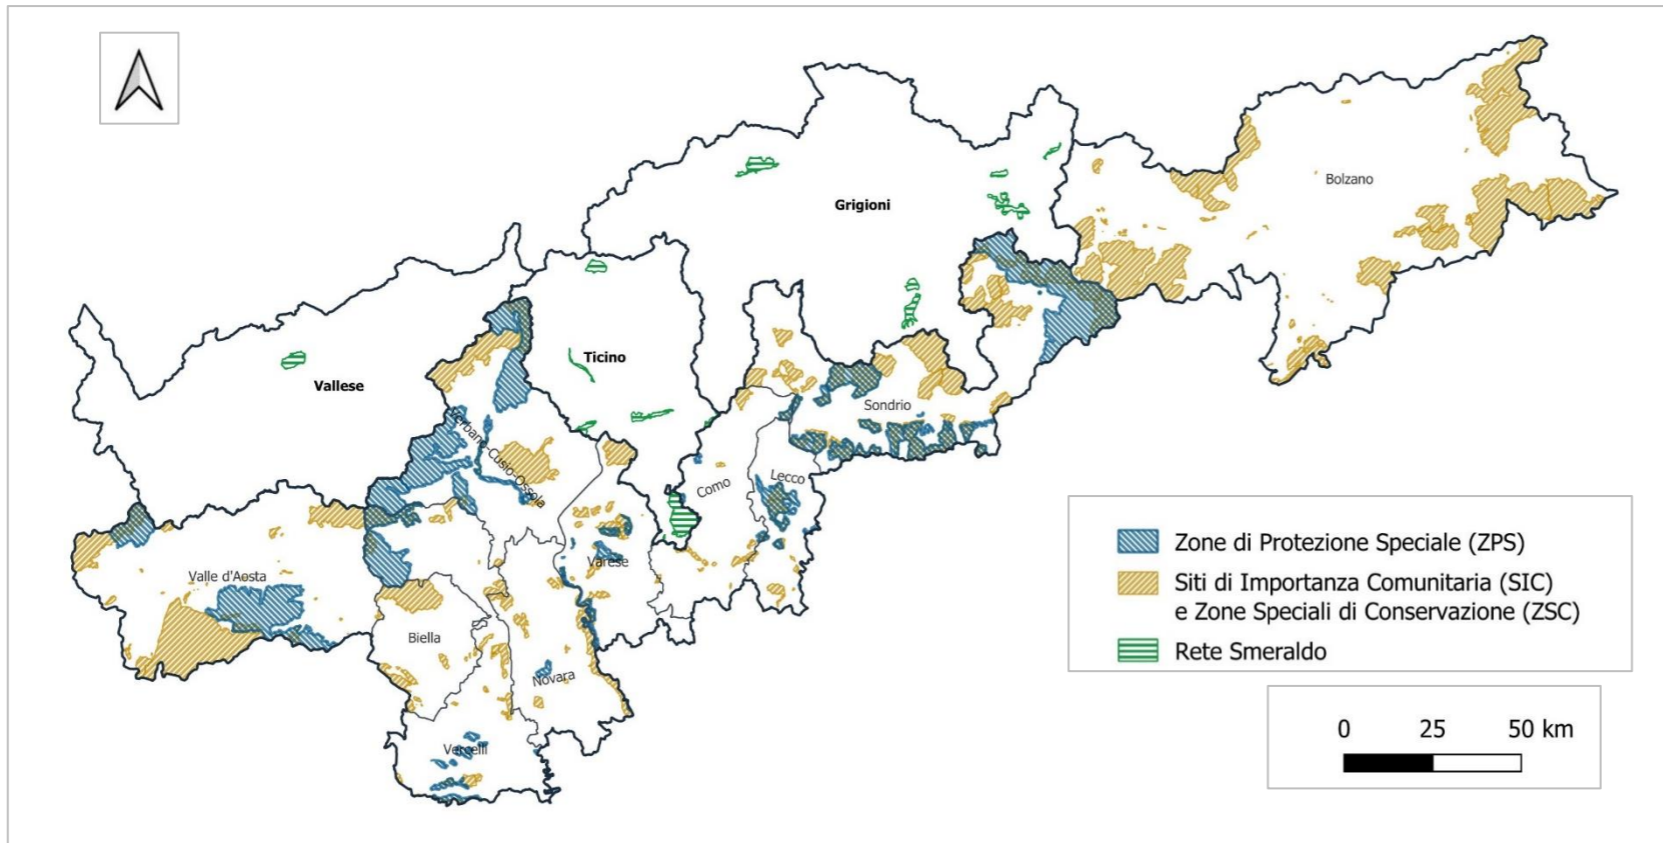 Bolzano
Grigioni
Ticino
Vallese
Sondrio
Verbano-Cusio-Ossola
Lecco
Como
Varese
Valle d'Aosta
Biella
Novara
Vercelli
Zone di Protezione Speciale (ZPS)
Siti di Importanza Comunitaria (SIC)
e Zone Speciali di Conservazione (ZSC)
Rete Smeraldo
0 25 50 km